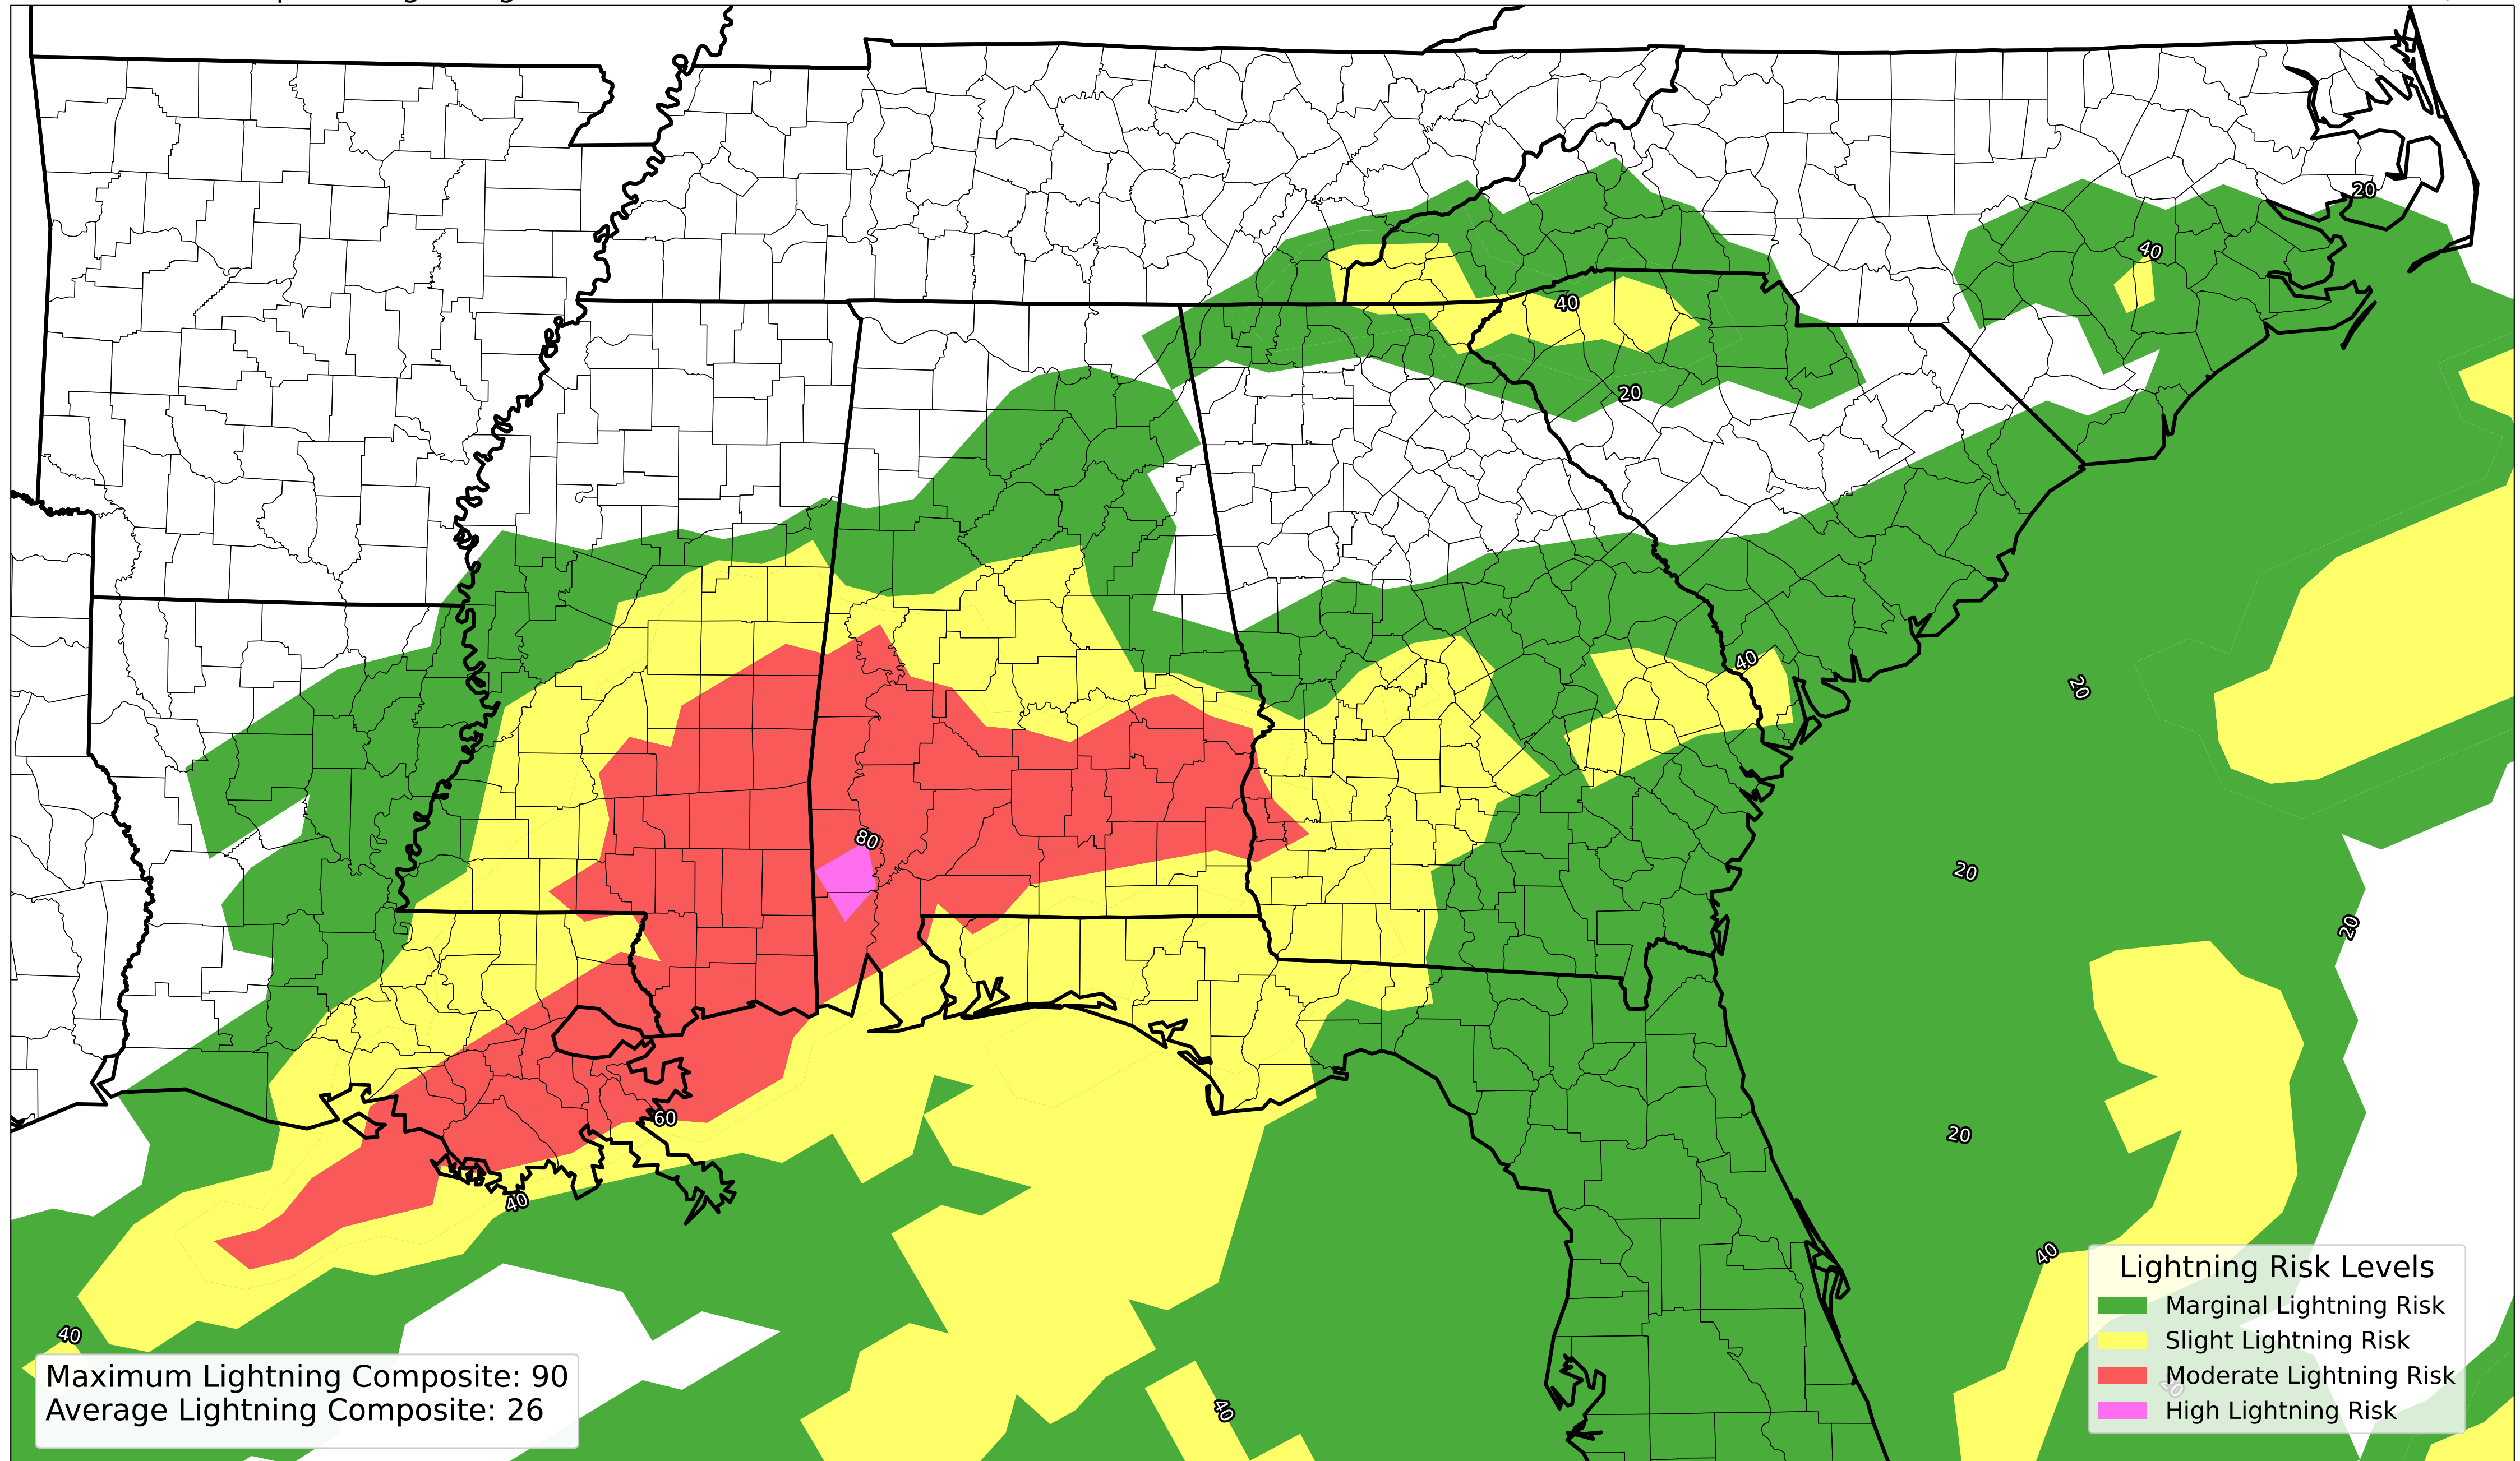 20
40
40
20
40
20
80
20
20
60
20
40
40
40
40
Lightning Risk Levels
Marginal Lightning Risk
Slight Lightning Risk
Moderate Lightning Risk
High Lightning Risk
Maximum Lightning Composite: 90
Average Lightning Composite: 26